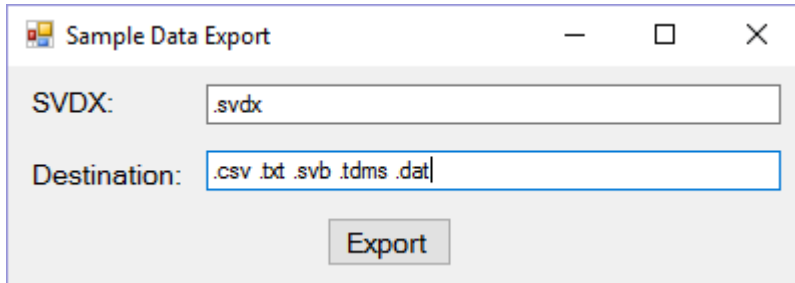 Sample Data Export
SVDX: .svdx
Destination: .csv .txt .svb .tdms .dat
Export